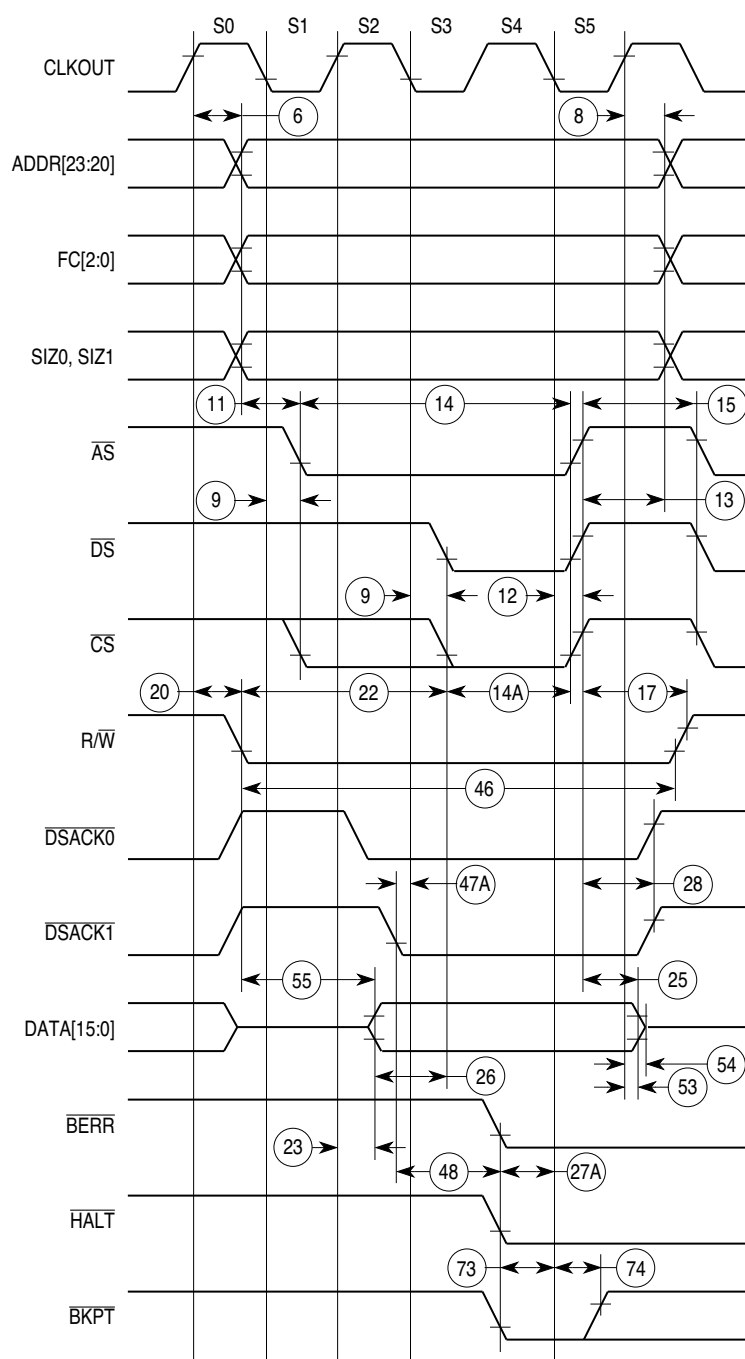 S0 S1 S2 S3 S4 S5
CLKOUT
6 8
ADDR[23:20]
FC[2:0]
SIZ0, SIZ1
11 14 15
AS
9 13
DS
9 12
CS
20 22 14A 17
R/W
46
DSACK0
47A 28
DSACK1
55 25
DATA[15:0]
54
26 53
BERR
23 48 27A
HALT
73 74
BKPT